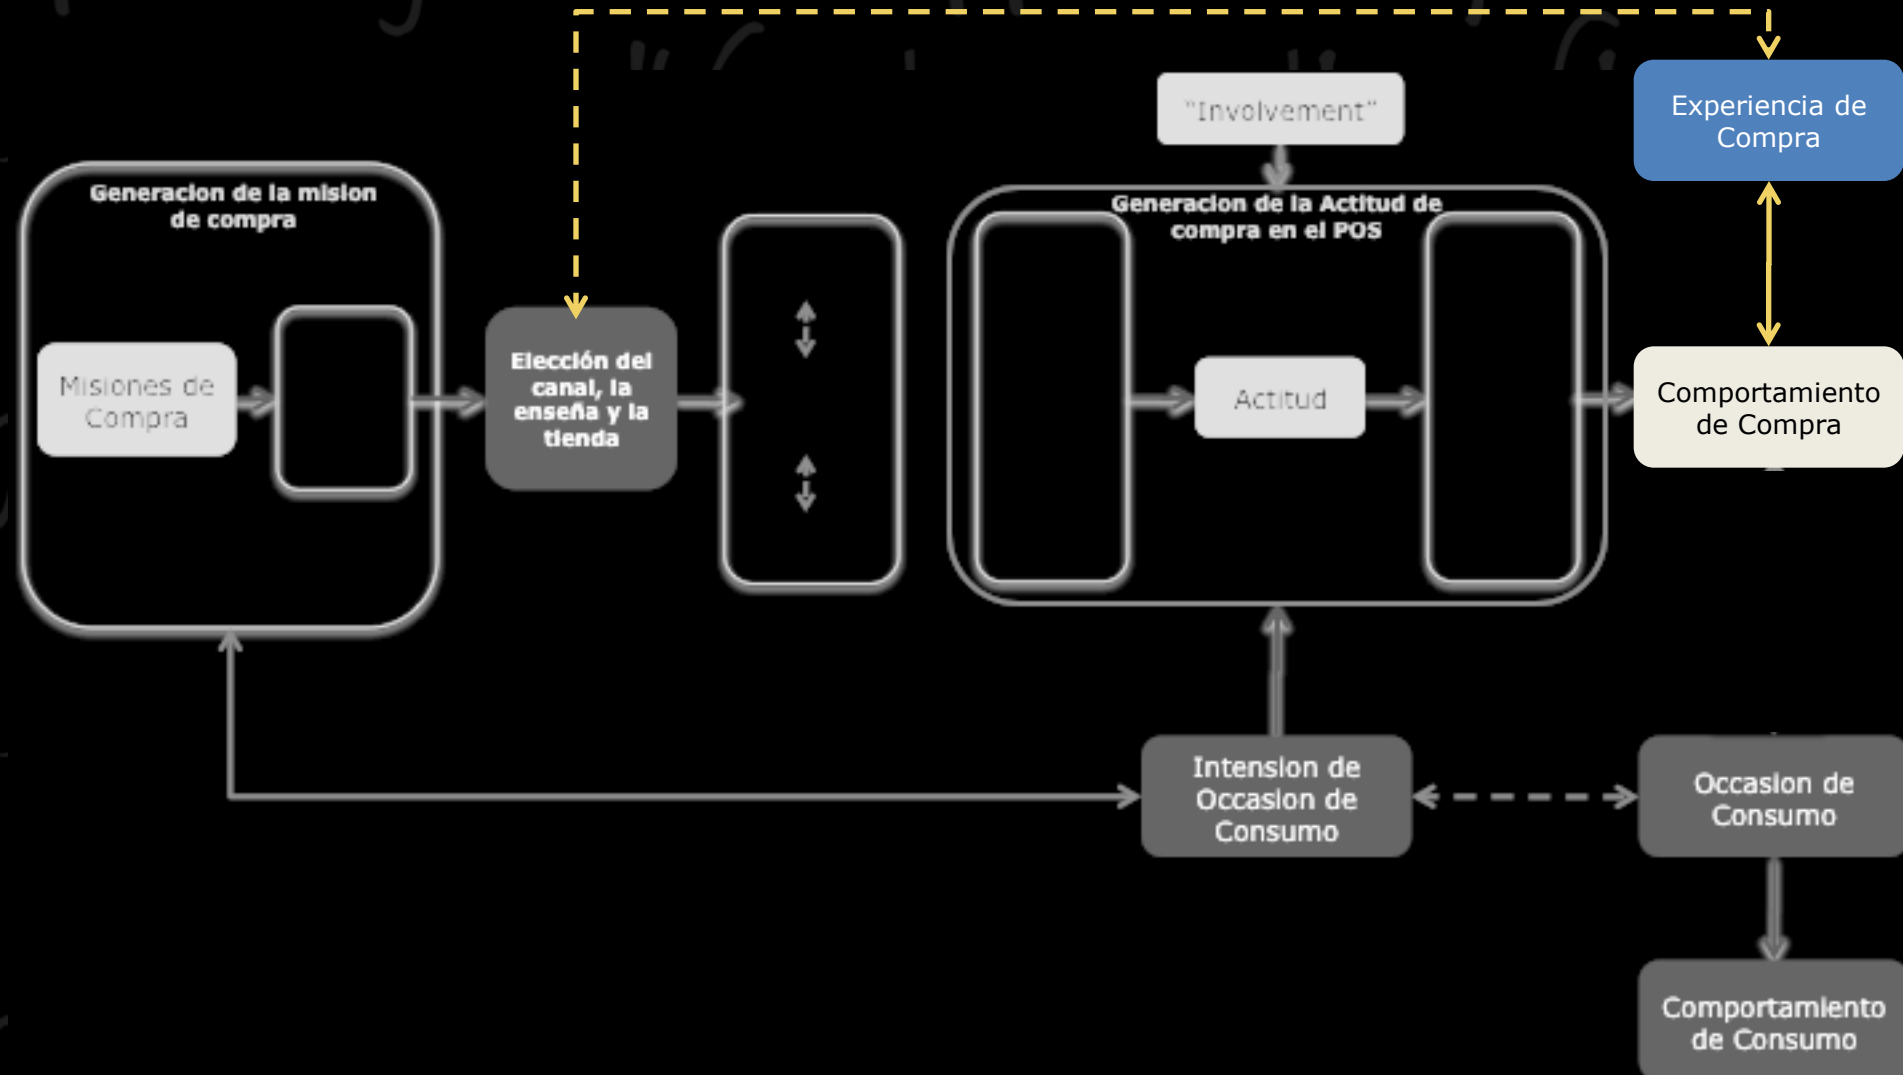 "Involvement"
Experiencia de
Compra
Generacion de la mision
de compra
Generacion de la Actitud de
compra en el POS
Misiones de
Compra
Elección del
canal, la
enseña y la
tienda
Actitud
Comportamiento
de Compra
Intension de
Occasion de
Consumo
Occasion de
Consumo
Comportamiento
de Consumo